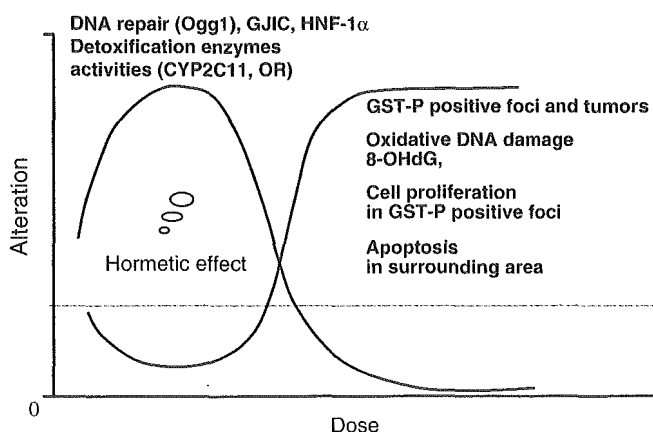 DNA repair (Ogg1), GJIC, HNF-1α
Detoxification enzymes
activities (CYP2C11, OR)
GST-P positive foci and tumors
Oxidative DNA damage
8-OHdG,
Cell proliferation
in GST-P positive foci
Apoptosis
in surrounding area
Alteration
Hormetic effect
0
Dose